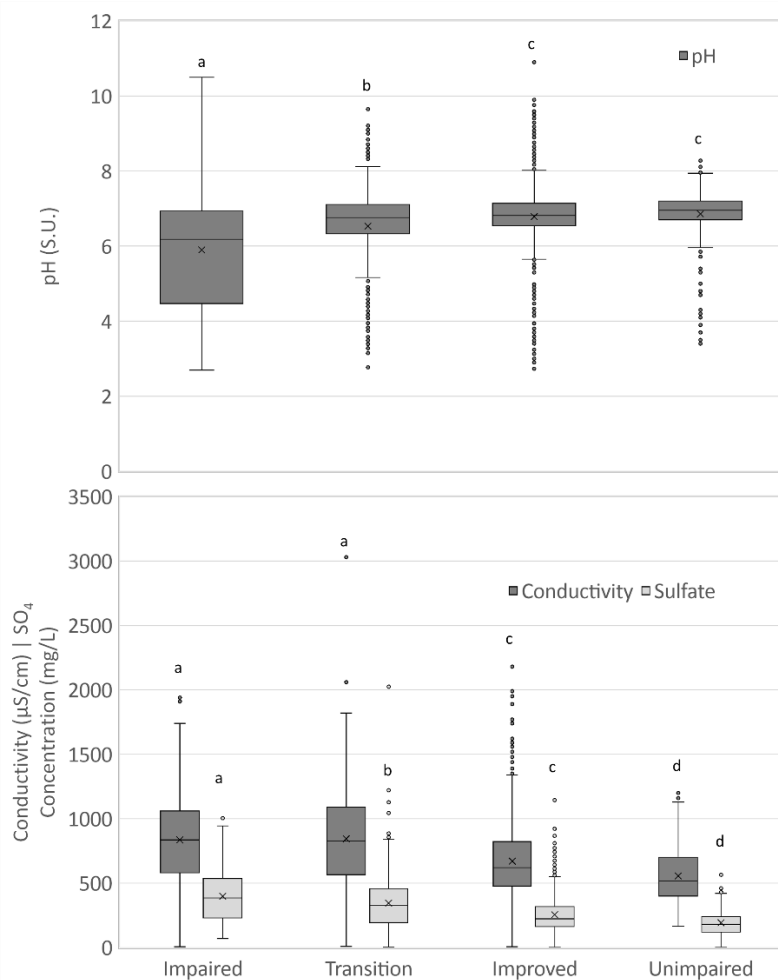 12
10
8
6
4
2
0
pH (S.U.)
a
b
c
c
pH
3500
3000
2500
2000
1500
1000
500
0
Conductivity (µS/cm) | SO4
Concentration (mg/L)
a
a
a
b
c
c
d
d
Conductivity Sulfate
Impaired Transition Improved Unimpaired